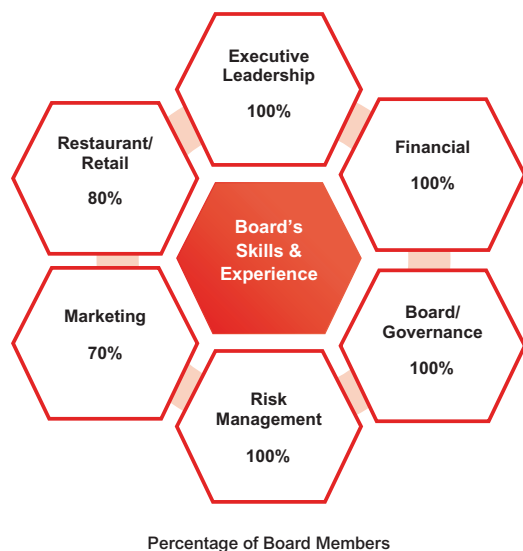 Executive
Leadership
100%
Restaurant/
Retail
80%
Financial
100%
Board's
Skills &
Experience
Marketing
70%
Board/
Governance
100%
Risk
Management
100%
Percentage of Board Members